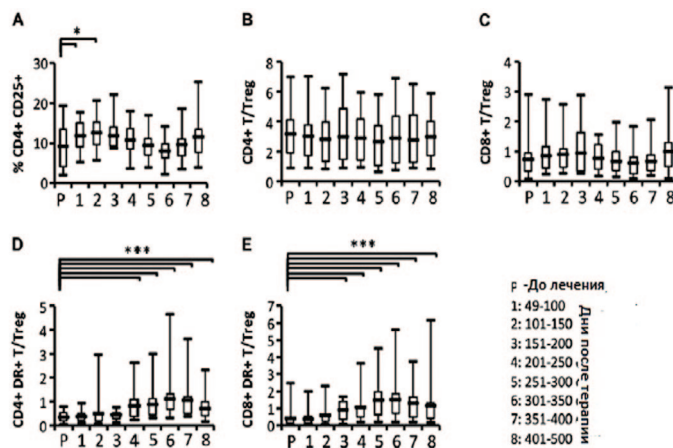 A
B
C
*
% CD4+ CD25+
30
20
10
0
P 1 2 3 4 5 6 7 8
CD4+ T/Treg
8
6
4
2
0
P 1 2 3 4 5 6 7 8
CD8+ T/Treg
4
3
2
1
0
P 1 2 3 4 5 6 7 8
D
E
***
***
CD4+ DR+ T/Treg
5
4
3
2
1
0
P 1 2 3 4 5 6 7 8
CD8+ DR+ T/Treg
7
6
5
4
3
2
1
0
P 1 2 3 4 5 6 7 8
P -До лечения
1: 49-100
2: 101-150
3: 151-200
4: 201-250
5: 251-300
6: 301-350
7: 351-400
8: 401-500
Дни после терапии